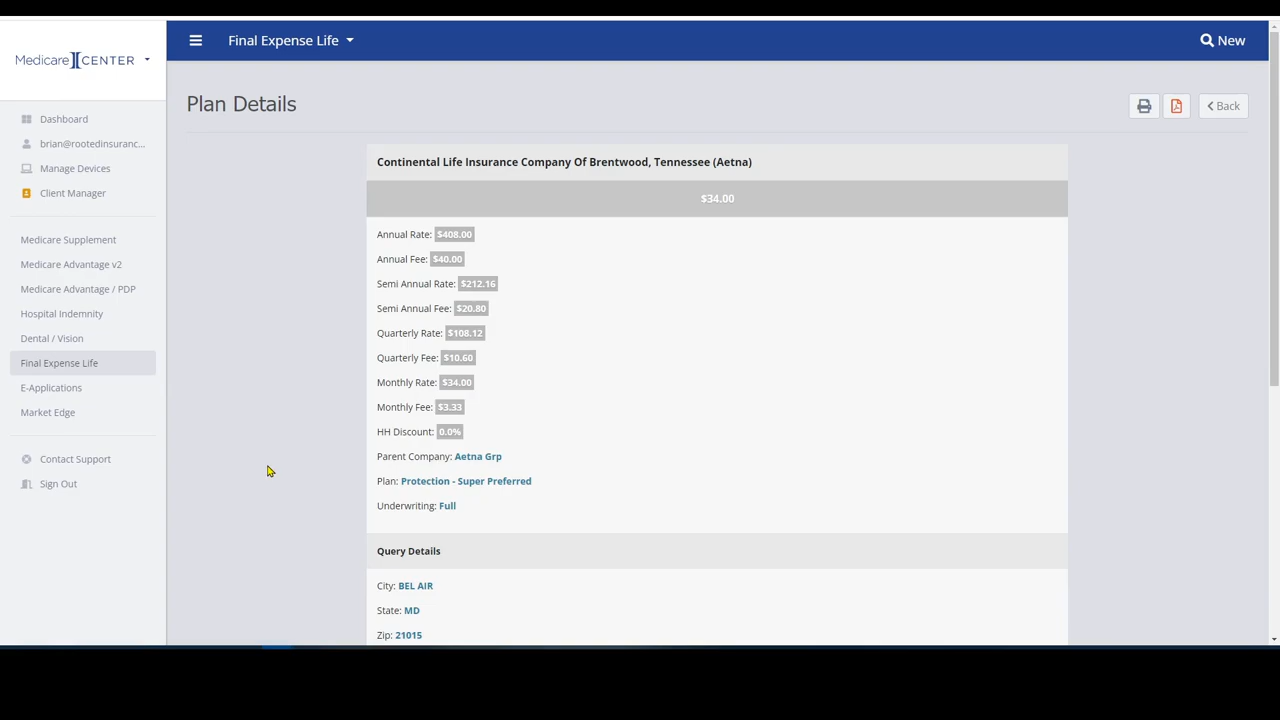 Medicare CENTER
Final Expense Life
New
Plan Details
Back
Dashboard
brian@rootedinsuranc...
Manage Devices
Client Manager
Medicare Supplement
Medicare Advantage v2
Medicare Advantage / PDP
Hospital Indemnity
Dental / Vision
Final Expense Life
E-Applications
Market Edge
Contact Support
Sign Out
Continental Life Insurance Company Of Brentwood, Tennessee (Aetna)
$34.00
Annual Rate: $408.00
Annual Fee: $40.00
Semi Annual Rate: $212.16
Semi Annual Fee: $20.80
Quarterly Rate: $108.12
Quarterly Fee: $10.60
Monthly Rate: $34.00
Monthly Fee: $3.33
HH Discount: 0.0%
Parent Company: Aetna Grp
Plan: Protection - Super Preferred
Underwriting: Full
Query Details
City: BEL AIR
State: MD
Zip: 21015